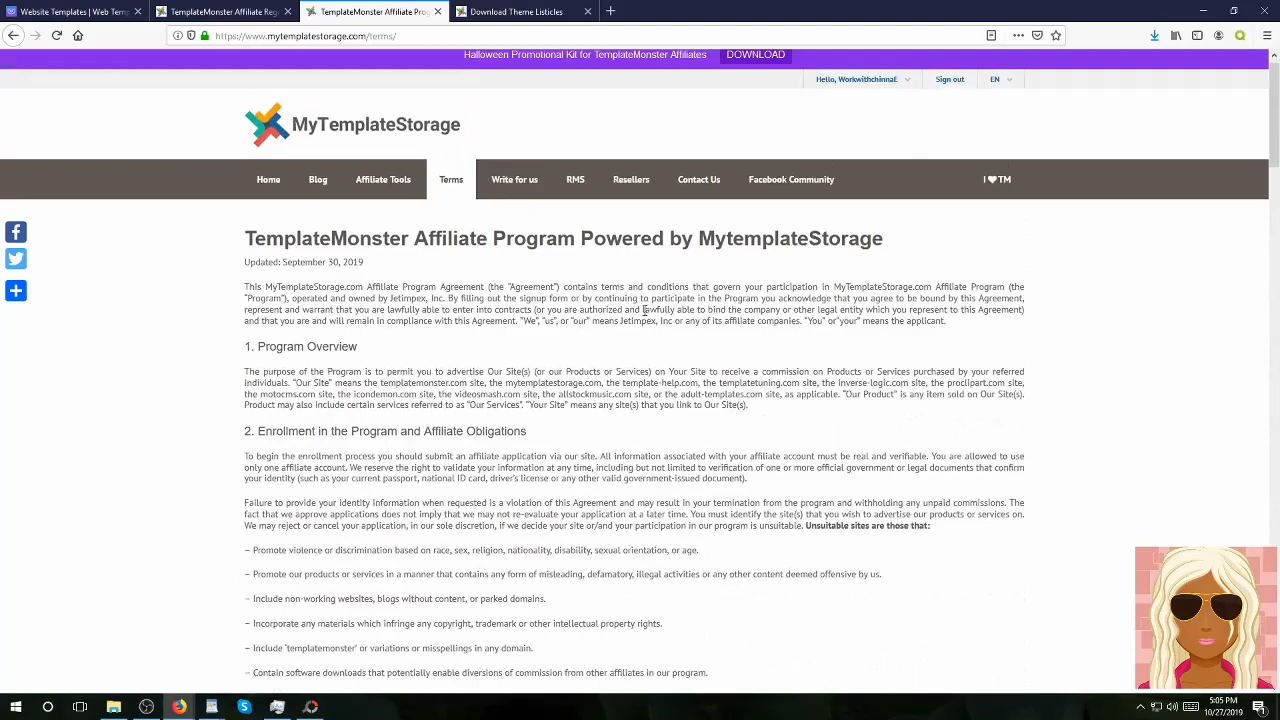 Website Templates | Web Temp
TemplateMonster Affiliate Reg
TemplateMonster Affiliate Prog
Download Theme Listicles
https://www.mytemplatestorage.com/terms/
Halloween Promotional Kit for TemplateMonster Affiliates DOWNLOAD
Hello, WorkwithchinnaE Sign out EN
MyTemplateStorage
Home Blog Affiliate Tools Terms Write for us RMS Resellers Contact Us Facebook Community I ❤ TM
TemplateMonster Affiliate Program Powered by MytemplateStorage
Updated: September 30, 2019
This MyTemplateStorage.com Affiliate Program Agreement (the "Agreement") contains terms and conditions that govern your participation in MyTemplateStorage.com Affiliate Program (the
"Program"), operated and owned by Jetimpex, Inc. By filling out the signup form or by continuing to participate in the Program you acknowledge that you agree to be bound by this Agreement,
represent and warrant that you are lawfully able to enter into contracts (or you are authorized and lawfully able to bind the company or other legal entity which you represent to this Agreement)
and that you are and will remain in compliance with this Agreement. "We", "us", or "our" means Jetimpex, Inc or any of its affiliate companies. "You" or"your" means the applicant.
1. Program Overview
The purpose of the Program is to permit you to advertise Our Site(s) (or our Products or Services) on Your Site to receive a commission on Products or Services purchased by your referred
individuals. "Our Site" means the templatemonster.com site, the mytemplatestorage.com, the template-help.com, the templatetuning.com site, the inverse-logic.com site, the proclipart.com site,
the motocms.com site, the icondemon.com site, the videosmash.com site, the allstockmusic.com site, or the adult-templates.com site, as applicable. "Our Product" is any item sold on Our Site(s).
Product may also include certain services referred to as "Our Services". "Your Site" means any site(s) that you link to Our Site(s).
2. Enrollment in the Program and Affiliate Obligations
To begin the enrollment process you should submit an affiliate application via our site. All information associated with your affiliate account must be real and verifiable. You are allowed to use
only one affiliate account. We reserve the right to validate your information at any time, including but not limited to verification of one or more official government or legal documents that confirm
your identity (such as your current passport, national ID card, driver's license or any other valid government-issued document).
Failure to provide your identity information when requested is a violation of this Agreement and may result in your termination from the program and withholding any unpaid commissions. The
fact that we approve applications does not imply that we may not re-evaluate your application at a later time. You must identify the site(s) that you wish to advertise our products or services on.
We may reject or cancel your application, in our sole discretion, if we decide your site or/and your participation in our program is unsuitable. Unsuitable sites are those that:
– Promote violence or discrimination based on race, sex, religion, nationality, disability, sexual orientation, or age.
– Promote our products or services in a manner that contains any form of misleading, defamatory, illegal activities or any other content deemed offensive by us.
– Include non-working websites, blogs without content, or parked domains.
– Incorporate any materials which infringe any copyright, trademark or other intellectual property rights.
– Include 'templatemonster' or variations or misspellings in any domain.
– Contain software downloads that potentially enable diversions of commission from other affiliates in our program.
5:05 PM
10/27/2019